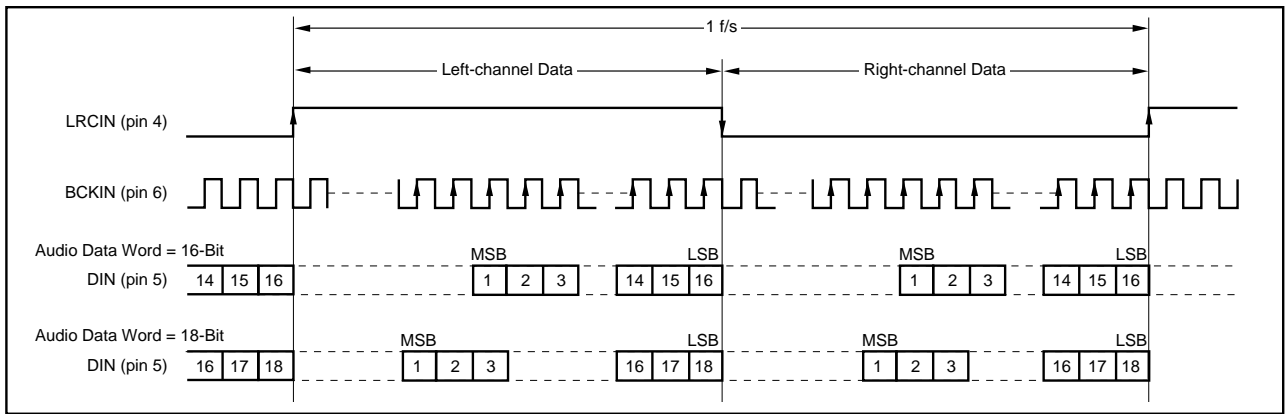 1 f/s
Left-channel Data
Right-channel Data
LRCIN (pin 4)
BCKIN (pin 6)
Audio Data Word = 16-Bit
MSB
LSB
MSB
LSB
DIN (pin 5)
14 15 16
1 2 3
14 15 16
1 2 3
14 15 16
Audio Data Word = 18-Bit
MSB
LSB
MSB
LSB
DIN (pin 5)
16 17 18
1 2 3
16 17 18
1 2 3
16 17 18